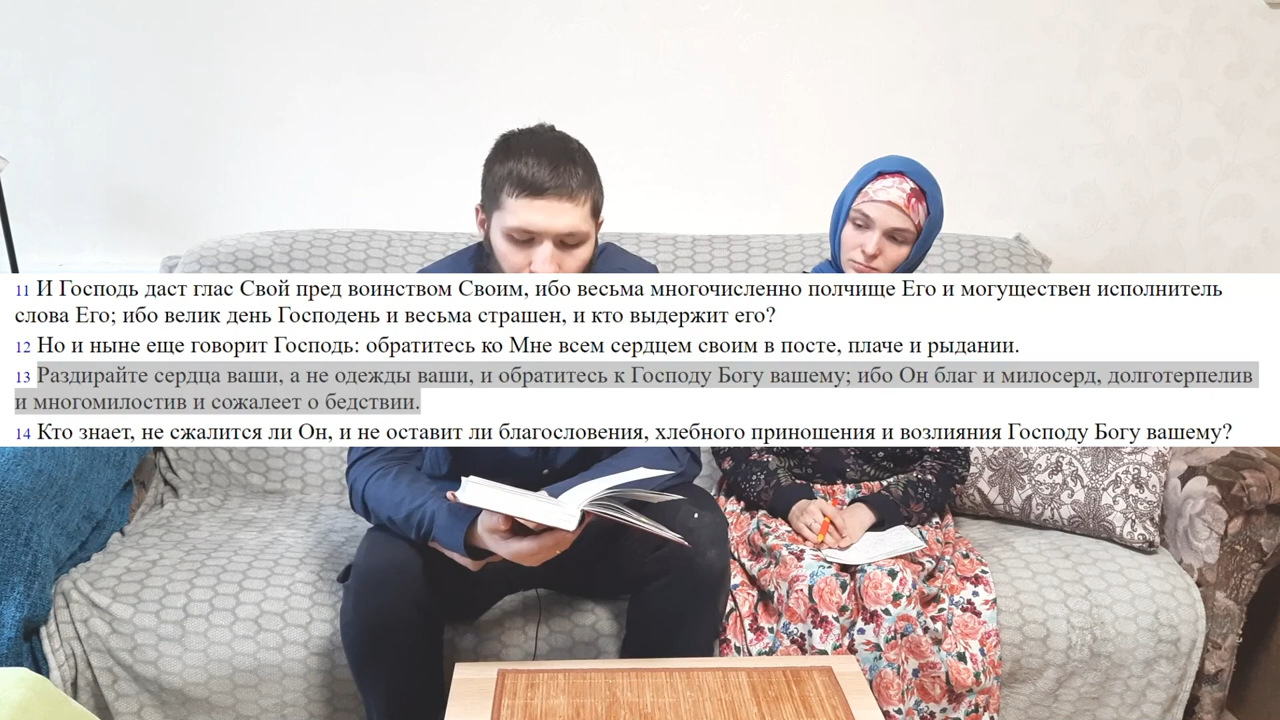 11 И Господь даст глас Свой пред воинством Своим, ибо весьма многочисленно полчище Его и могуществен исполнитель
слова Его; ибо велик день Господень и весьма страшен, и кто выдержит его?
12 Но и ныне еще говорит Господь: обратитесь ко Мне всем сердцем своим в посте, плаче и рыдании.
13 Раздирайте сердца ваши, а не одежды ваши, и обратитесь к Господу Богу вашему; ибо Он благ и милосерд, долготерпелив
и многомилостив и сожалеет о бедствии.
14 Кто знает, не сжалится ли Он, и не оставит ли благословения, хлебного приношения и возлияния Господу Богу вашему?